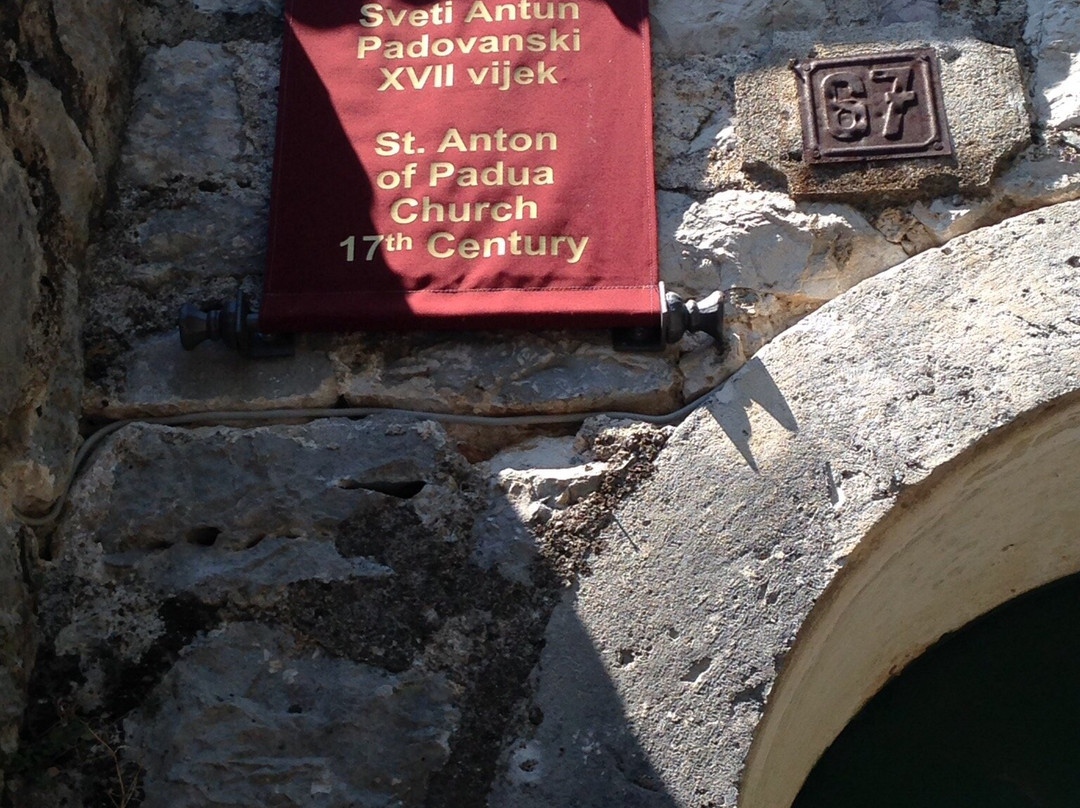 Sveti Antun
Padovanski
XVII vijek
St. Anton
of Padua
Church
17th Century
67